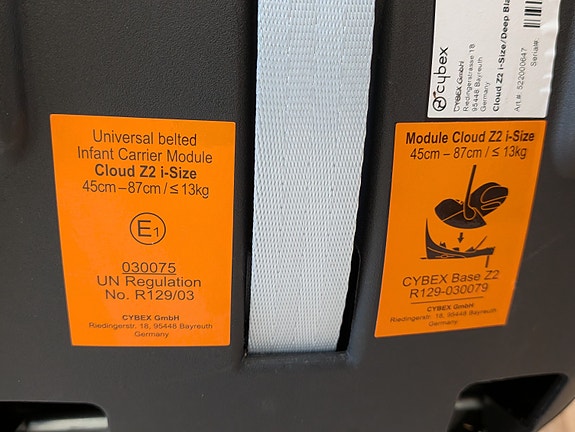 Universal belted
Infant Carrier Module
Cloud Z2 i-Size
45cm – 87cm / ≤ 13kg
E1
030075
UN Regulation
No. R129/03
CYBEX GmbH
Riedingerstr. 18, 95448 Bayreuth
Germany
cybex
CYBEX GmbH
Riedingerstrasse 18
95448 Bayreuth
Germany
Cloud Z2 i-Size/Deep
Art.#: 522000647
Serial#
Module Cloud Z2 i-Size
45cm – 87cm / ≤ 13kg
CYBEX Base Z2
R129-030079
CYBEX GmbH
Riedingerstr. 18, 95448 Bayreuth
Germany